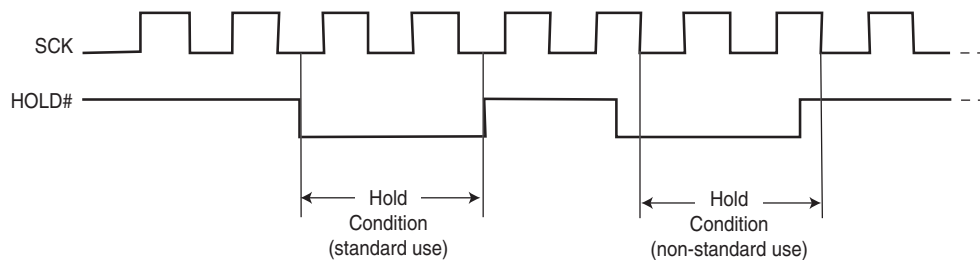 SCK
HOLD#
Hold
Condition
(standard use)
Hold
Condition
(non-standard use)